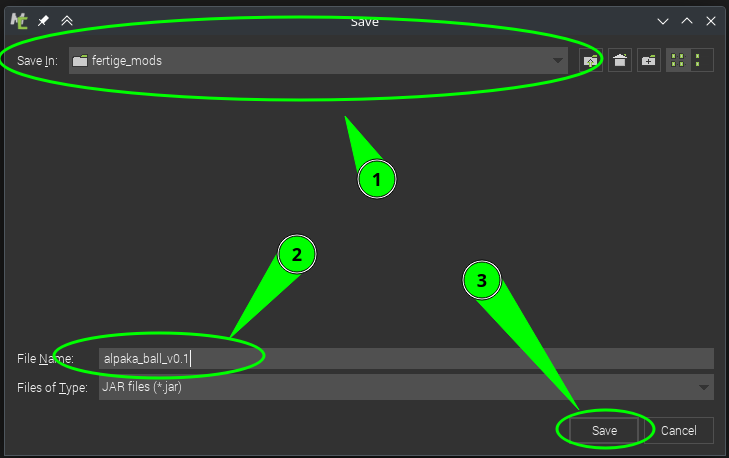 Save
Save In: fertige_mods
1
2
3
File Name: alpaka_ball_v0.1
Files of Type: JAR files (*.jar)
Save Cancel